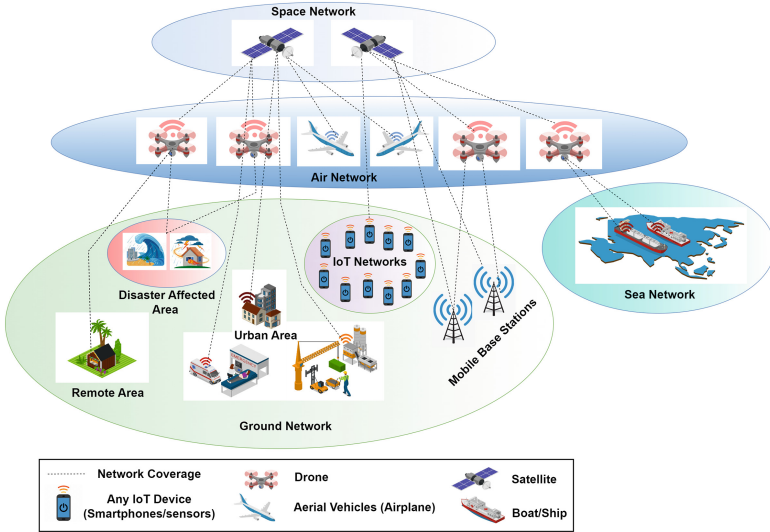 Space Network
Air Network
IoT Networks
Disaster Affected
Area
Sea Network
Urban Area
Mobile Base Stations
Remote Area
Ground Network
Network Coverage
Drone
Satellite
Any IoT Device
(Smartphones/sensors)
Aerial Vehicles (Airplane)
Boat/Ship